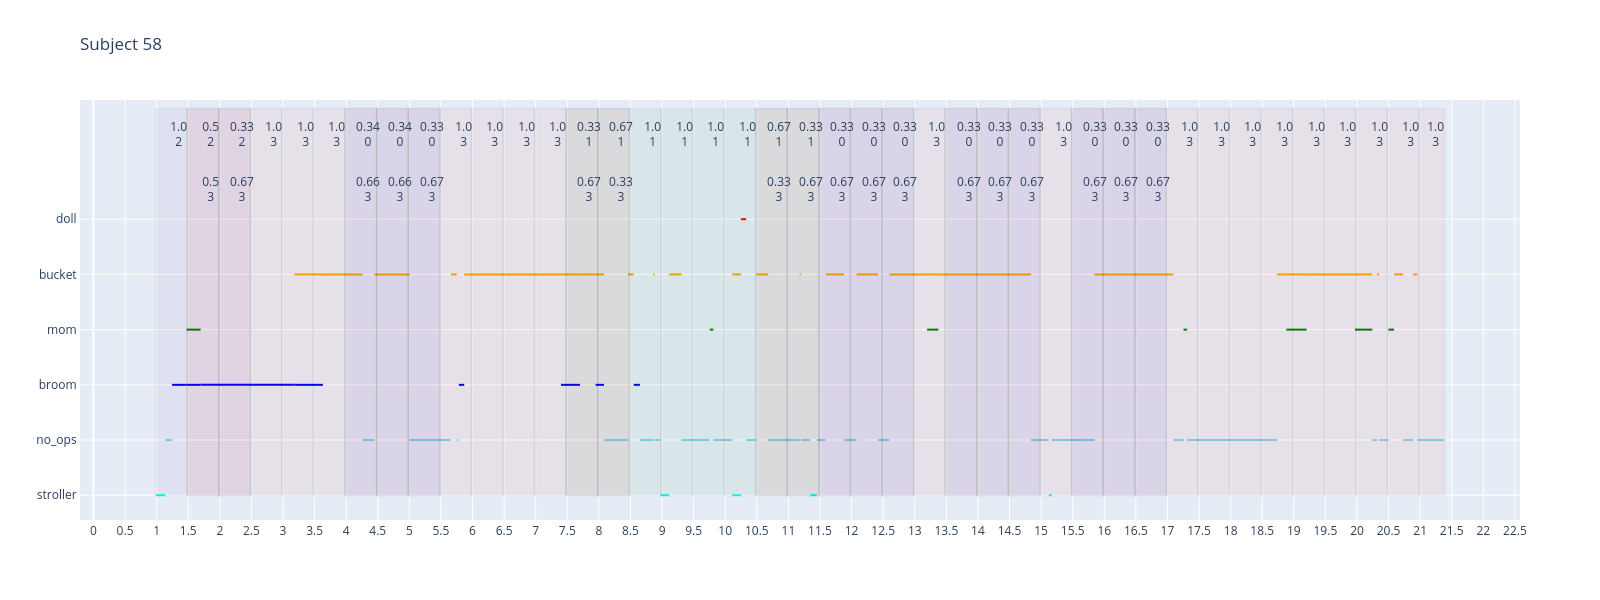 Subject 58
1.0 0.5 0.33 1.0 1.0 1.0 0.34 0.34 0.33 1.0 1.0 1.0 1.0 0.33 0.67 1.0 1.0 1.0 1.0 0.67 0.33 0.33 0.33 0.33 1.0 0.33 0.33 0.33 1.0 0.33 0.33 0.33 1.0 1.0 1.0 1.0 1.0 1.0 1.0 1.0 1.0
2 2 2 3 3 3 0 0 0 3 3 3 3 1 1 1 1 1 1 1 1 0 0 0 3 0 0 0 3 0 0 0 3 3 3 3 3 3 3 3 3
0.5 0.67 0.66 0.66 0.67 0.67 0.33 0.33 0.67 0.67 0.67 0.67 0.67 0.67 0.67 0.67 0.67 0.67
3 3 3 3 3 3 3 3 3 3 3 3 3 3 3 3 3 3
doll
bucket
mom
broom
no_ops
stroller
0 0.5 1 1.5 2 2.5 3 3.5 4 4.5 5 5.5 6 6.5 7 7.5 8 8.5 9 9.5 10 10.5 11 11.5 12 12.5 13 13.5 14 14.5 15 15.5 16 16.5 17 17.5 18 18.5 19 19.5 20 20.5 21 21.5 22 22.5